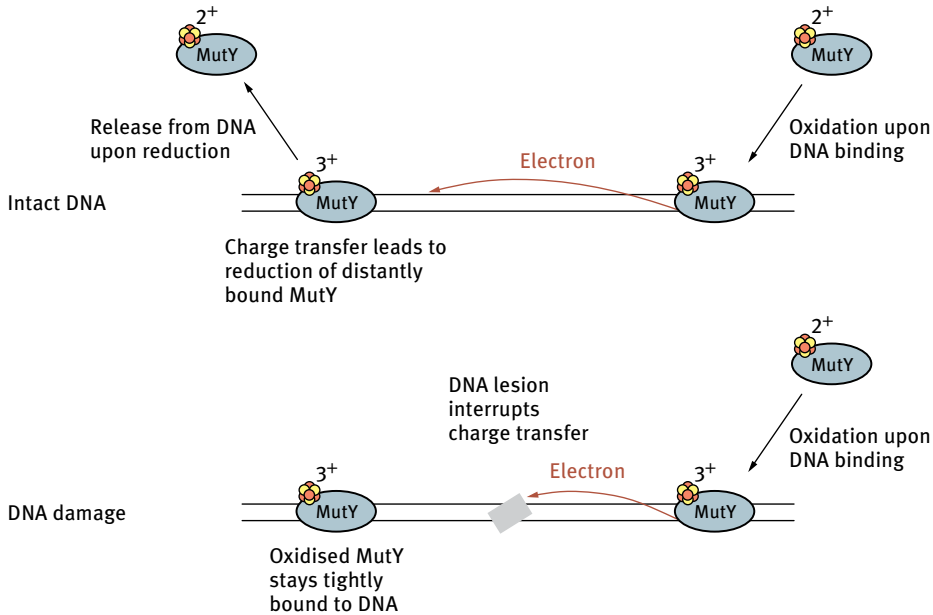 2+
MutY
2+
MutY
Release from DNA
upon reduction
Oxidation upon
DNA binding
Electron
Intact DNA
3+
MutY
3+
MutY
Charge transfer leads to
reduction of distantly
bound MutY
2+
MutY
DNA lesion
interrupts
charge transfer
Oxidation upon
DNA binding
Electron
DNA damage
3+
MutY
3+
MutY
Oxidised MutY
stays tightly
bound to DNA